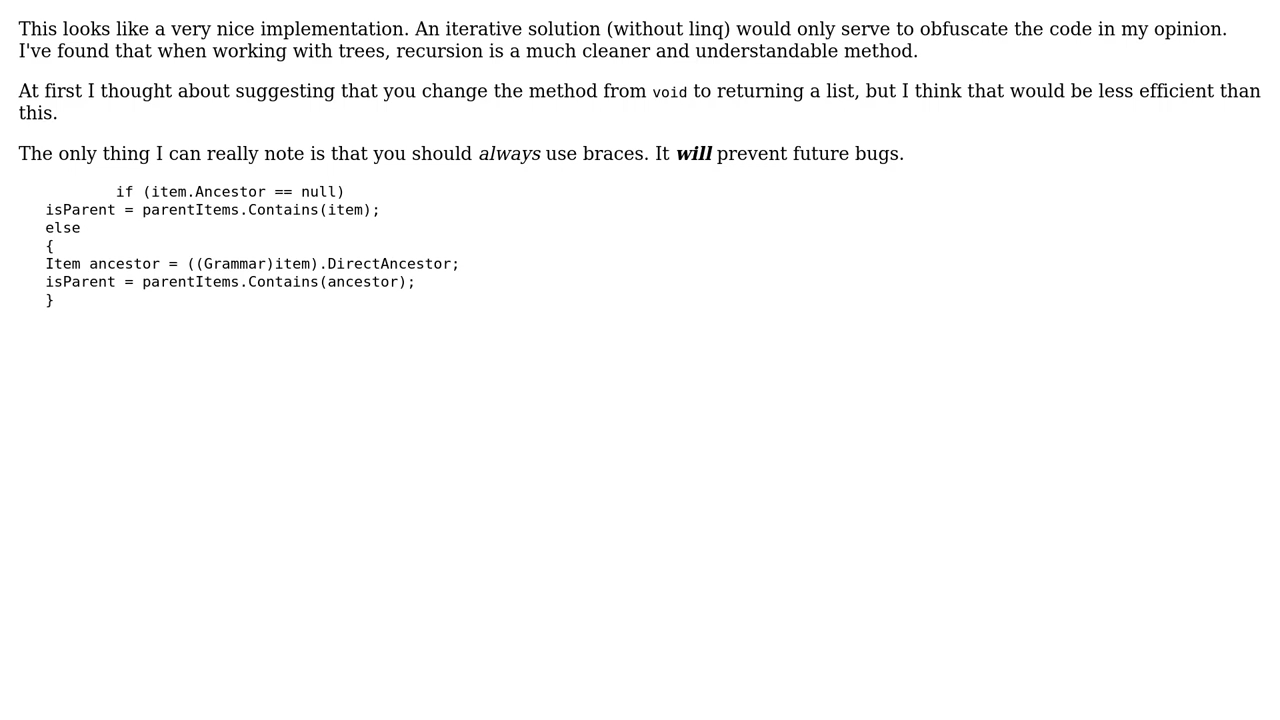 This looks like a very nice implementation. An iterative solution (without linq) would only serve to obfuscate the code in my opinion.
I've found that when working with trees, recursion is a much cleaner and understandable method.
At first I thought about suggesting that you change the method from void to returning a list, but I think that would be less efficient than
this.
The only thing I can really note is that you should always use braces. It will prevent future bugs.
if (item.Ancestor == null)
isParent = parentItems.Contains(item);
else
{
Item ancestor = ((Grammar)item).DirectAncestor;
isParent = parentItems.Contains(ancestor);
}